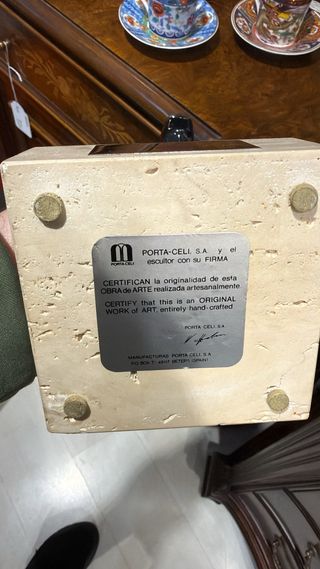 PORTA-CELI
PORTA-CELI, S.A. y el
escultor con su FIRMA
CERTIFICAN la originalidad de esta
OBRA de ARTE realizada artesanalmente.
CERTIFY that this is an ORIGINAL
WORK of ART, entirely hand-crafted
PORTA CELI, S.A.
MANUFACTURAS PORTA CELI, S.A.